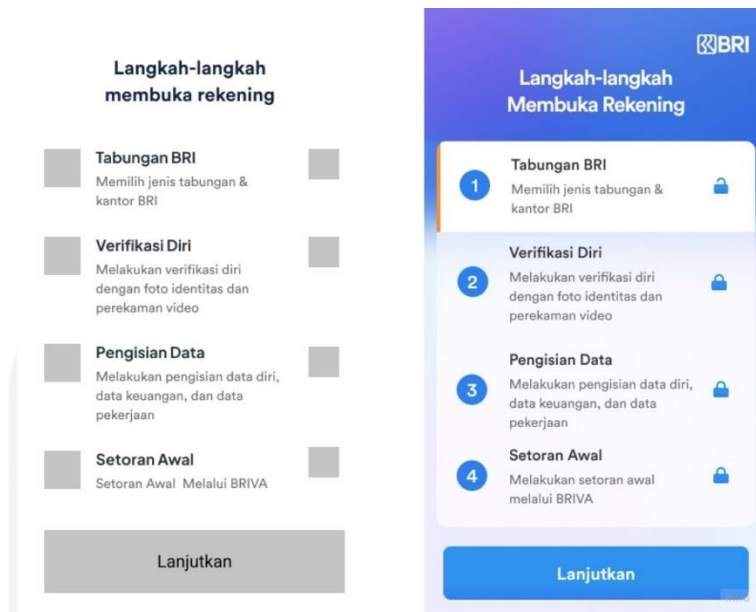 Langkah-langkah
membuka rekening
Tabungan BRI
Memilih jenis tabungan &
kantor BRI
Verifikasi Diri
Melakukan verifikasi diri
dengan foto identitas dan
perekaman video
Pengisian Data
Melakukan pengisian data diri,
data keuangan, dan data
pekerjaan
Setoran Awal
Setoran Awal Melalui BRIVA
Lanjutkan
BRI
Langkah-langkah
Membuka Rekening
1
Tabungan BRI
Memilih jenis tabungan &
kantor BRI
2
Verifikasi Diri
Melakukan verifikasi diri
dengan foto identitas dan
perekaman video
3
Pengisian Data
Melakukan pengisian data diri,
data keuangan, dan data
pekerjaan
4
Setoran Awal
Melakukan setoran awal
melalui BRIVA
Lanjutkan